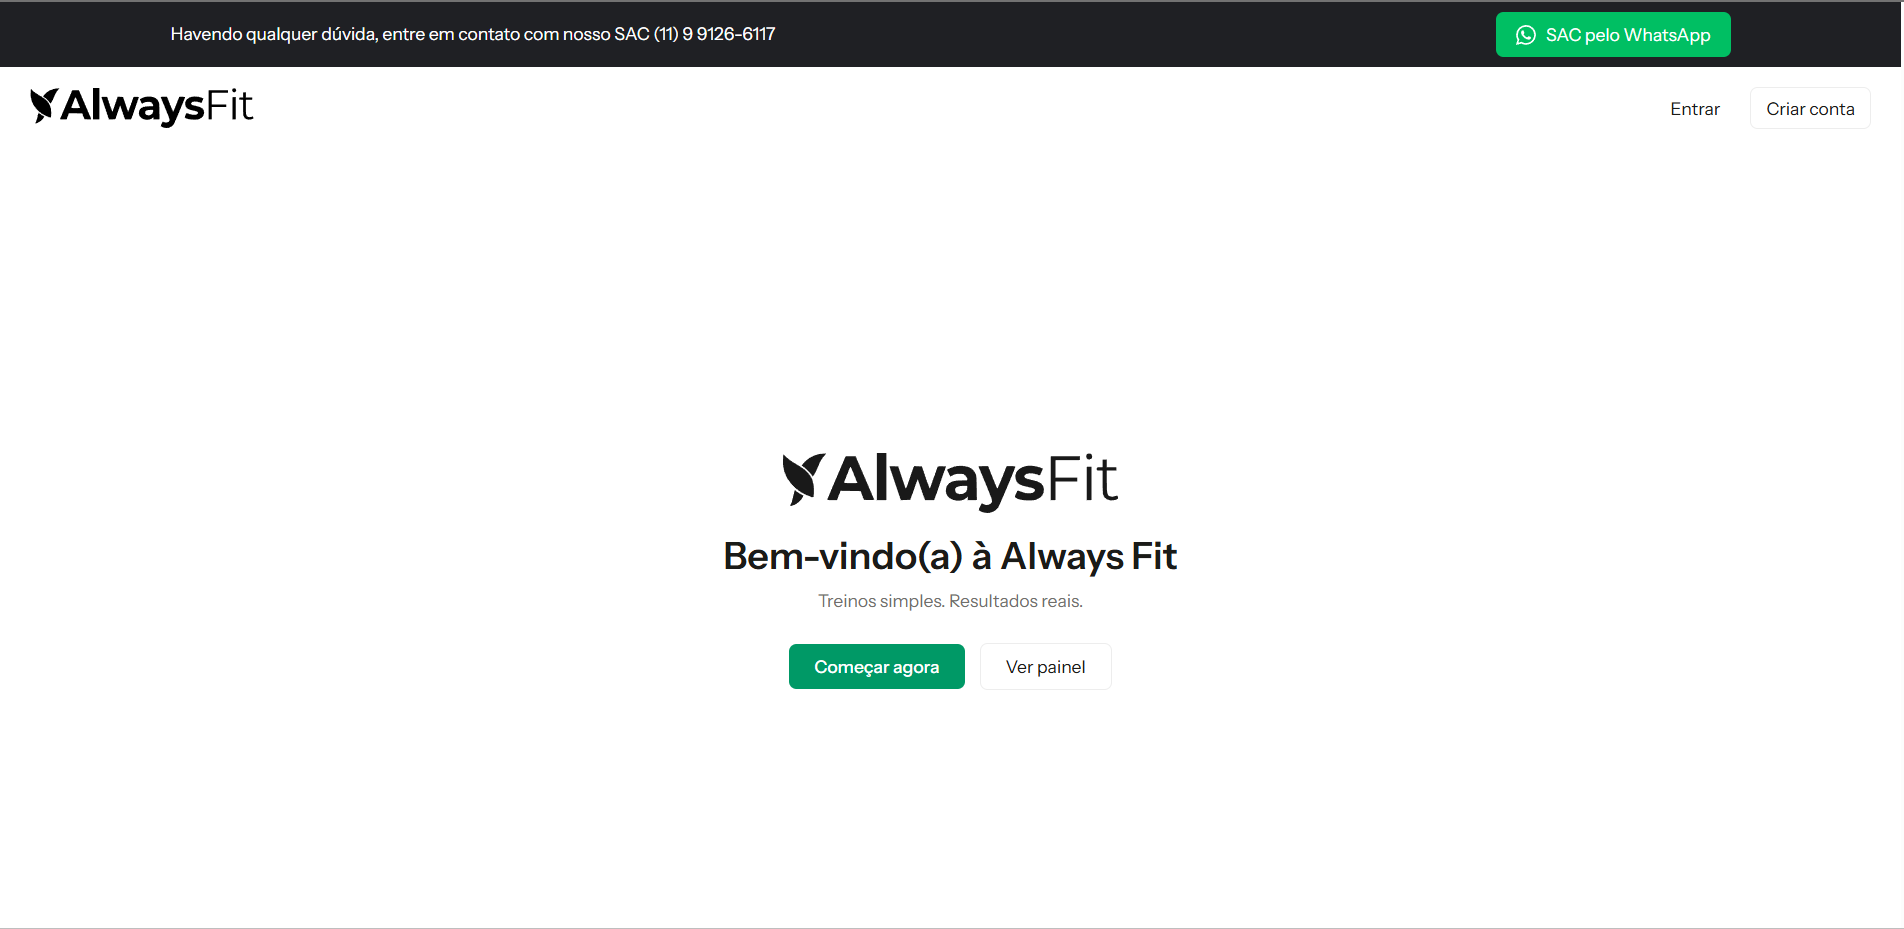 Havendo qualquer dúvida, entre em contato com nosso SAC (11) 9 9126-6117
SAC pelo WhatsApp
AlwaysFit
Entrar
Criar conta
AlwaysFit
Bem-vindo(a) à Always Fit
Treinos simples. Resultados reais.
Começar agora
Ver painel